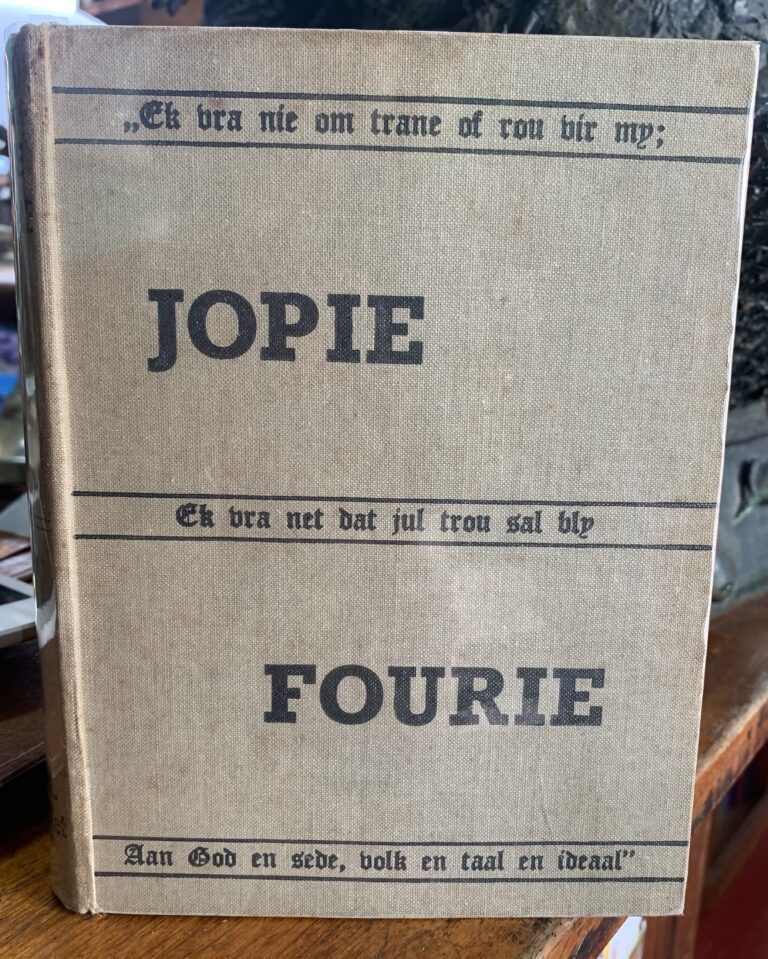 „Ek vra nie om trane of rou vir my;
JOPIE
Ek vra net dat jul trou sal bly
FOURIE
Aan God en sede, volk en taal en ideaal”